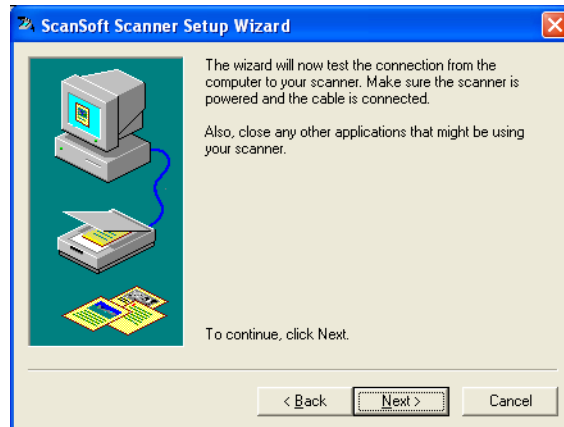 ScanSoft Scanner Setup Wizard
The wizard will now test the connection from the
computer to your scanner. Make sure the scanner is
powered and the cable is connected.
Also, close any other applications that might be using
your scanner.
To continue, click Next.
< Back
Next >
Cancel